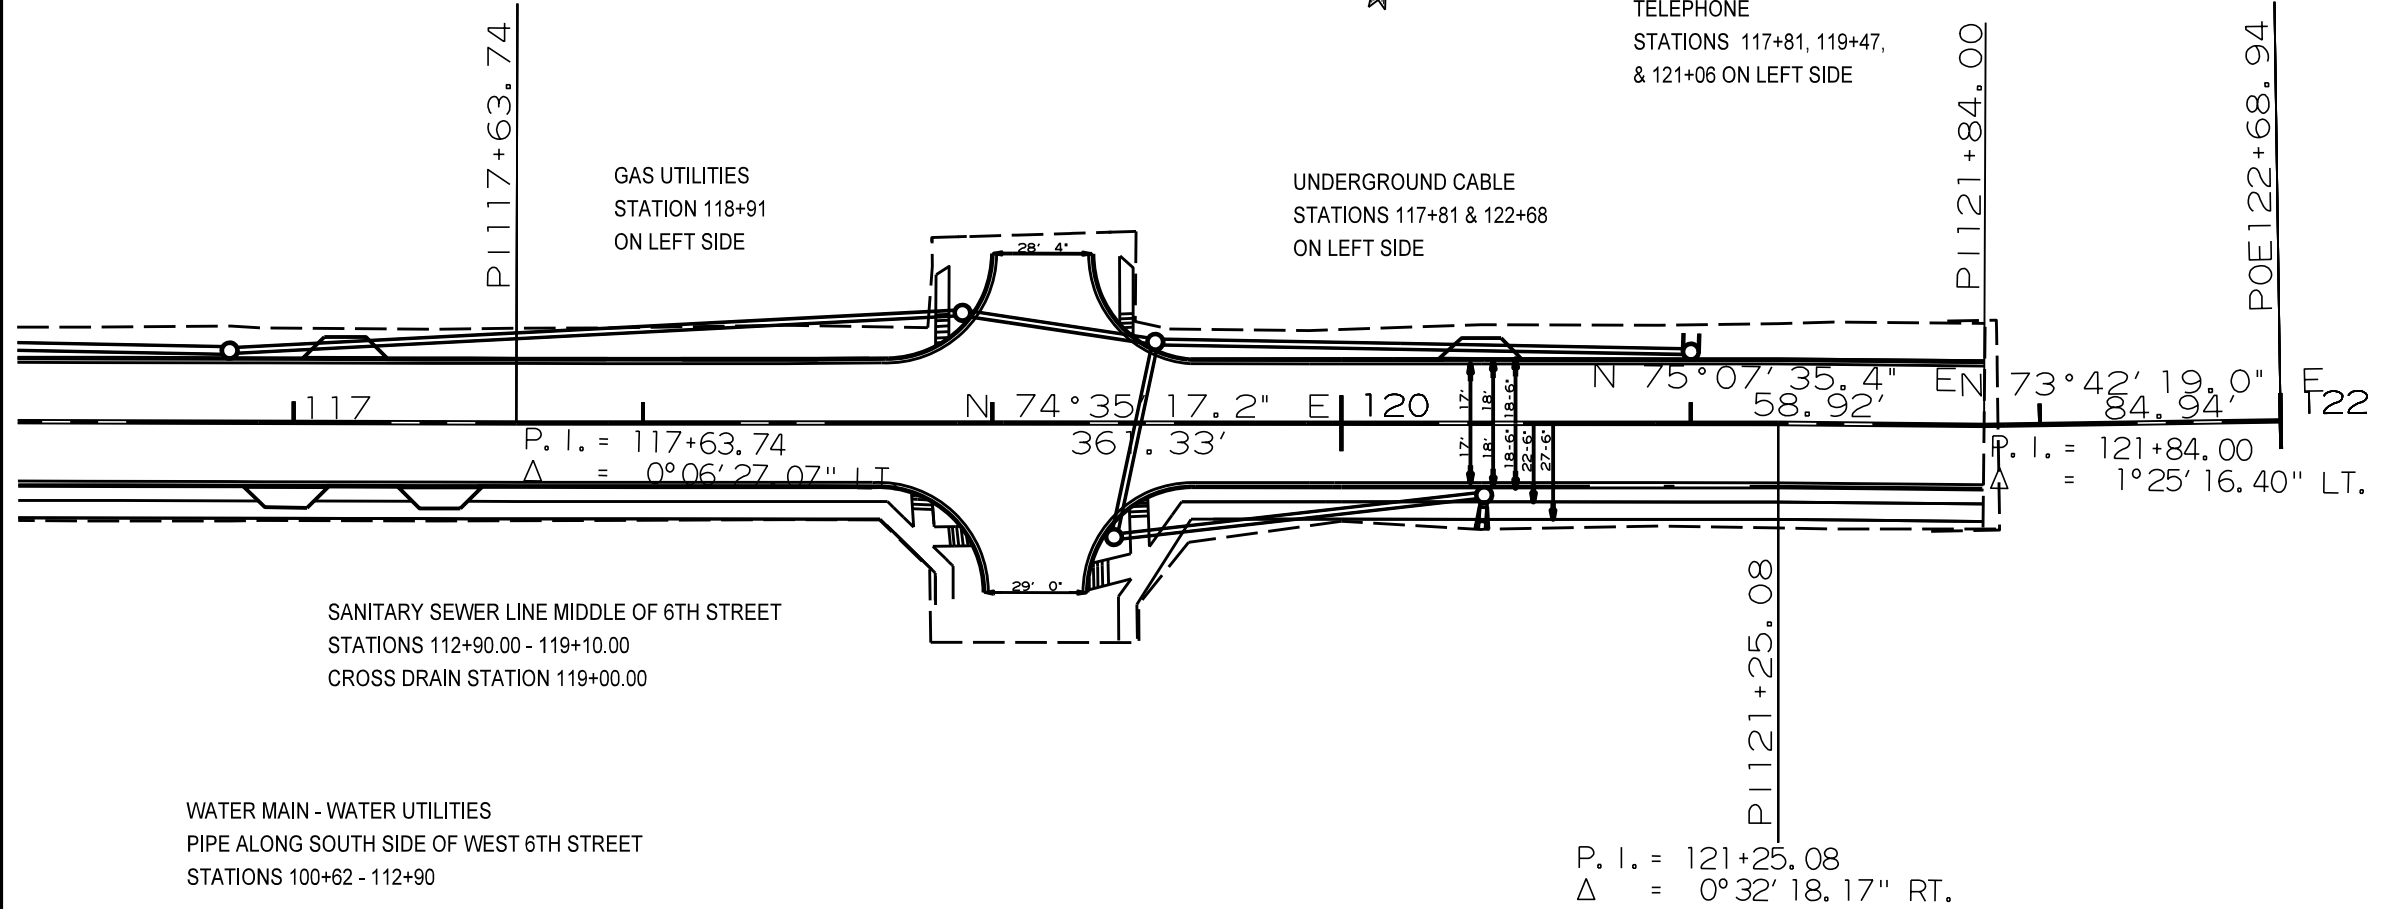 TELEPHONE
STATIONS 117+81, 119+47,
& 121+06 ON LEFT SIDE
PI117+63.74
PI121+84.00
POE122+68.94
GAS UTILITIES
STATION 118+91
ON LEFT SIDE
UNDERGROUND CABLE
STATIONS 117+81 & 122+68
ON LEFT SIDE
28' 4"
117
N 74°35' 17.2" E
361.33'
120
N 75°07' 35.4" E
58.92'
N 73°42' 19.0" E
84.94'
122
17'
18'
18'-6"
17'
18'
18'-6"
22'-6"
27'-6"
P.I. = 117+63.74
Δ = 0°06' 27.07" LT
P.I. = 121+84.00
Δ = 1°25' 16.40" LT.
29' 0"
PI121+25.08
SANITARY SEWER LINE MIDDLE OF 6TH STREET
STATIONS 112+90.00 - 119+10.00
CROSS DRAIN STATION 119+00.00
WATER MAIN - WATER UTILITIES
PIPE ALONG SOUTH SIDE OF WEST 6TH STREET
STATIONS 100+62 - 112+90
P.I. = 121+25.08
Δ = 0°32' 18.17" RT.